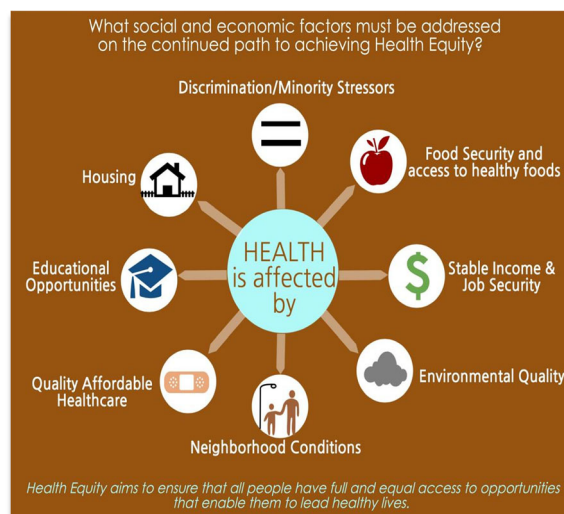 What social and economic factors must be addressed
on the continued path to achieving Health Equity?
Discrimination/Minority Stressors
Food Security and
access to healthy foods
Stable Income &
Job Security
Environmental Quality
Neighborhood Conditions
Quality Affordable
Healthcare
Educational
Opportunities
Housing
HEALTH
is affected
by
Health Equity aims to ensure that all people have full and equal access to opportunities
that enable them to lead healthy lives.